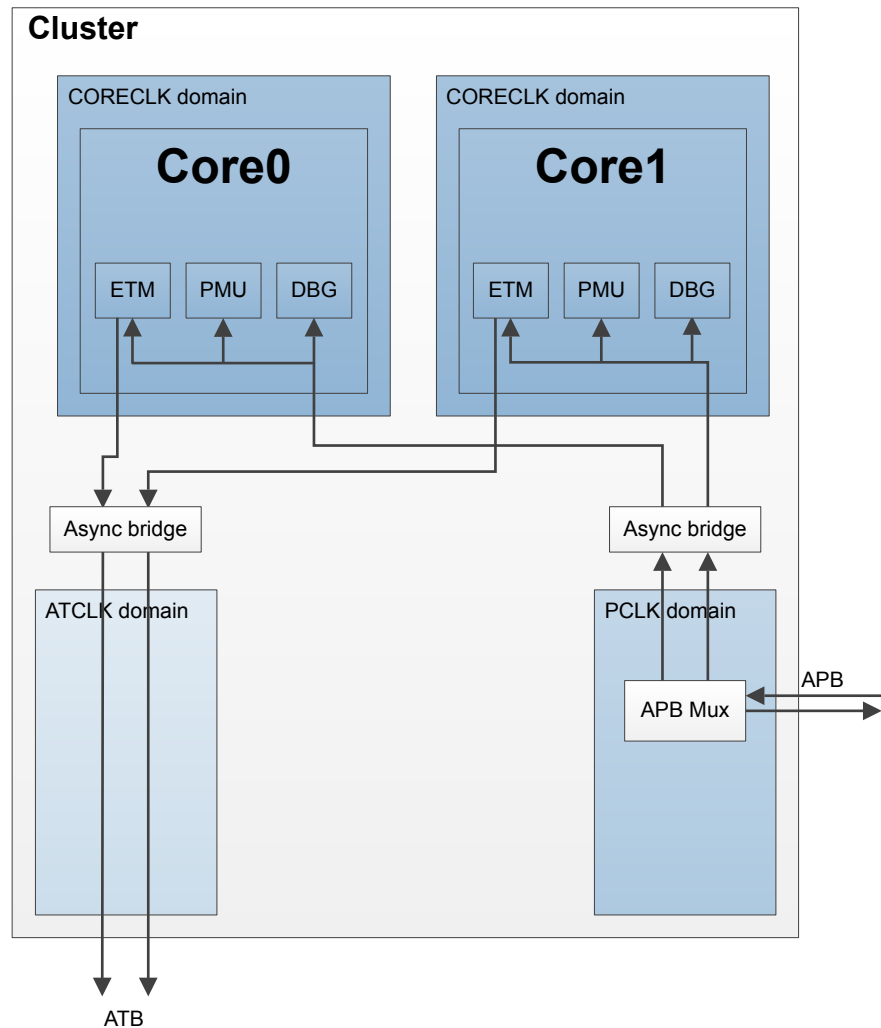 Cluster
CORECLK domain
Core0
ETM
PMU
DBG
CORECLK domain
Core1
ETM
PMU
DBG
Async bridge
Async bridge
ATCLK domain
PCLK domain
APB Mux
APB
ATB